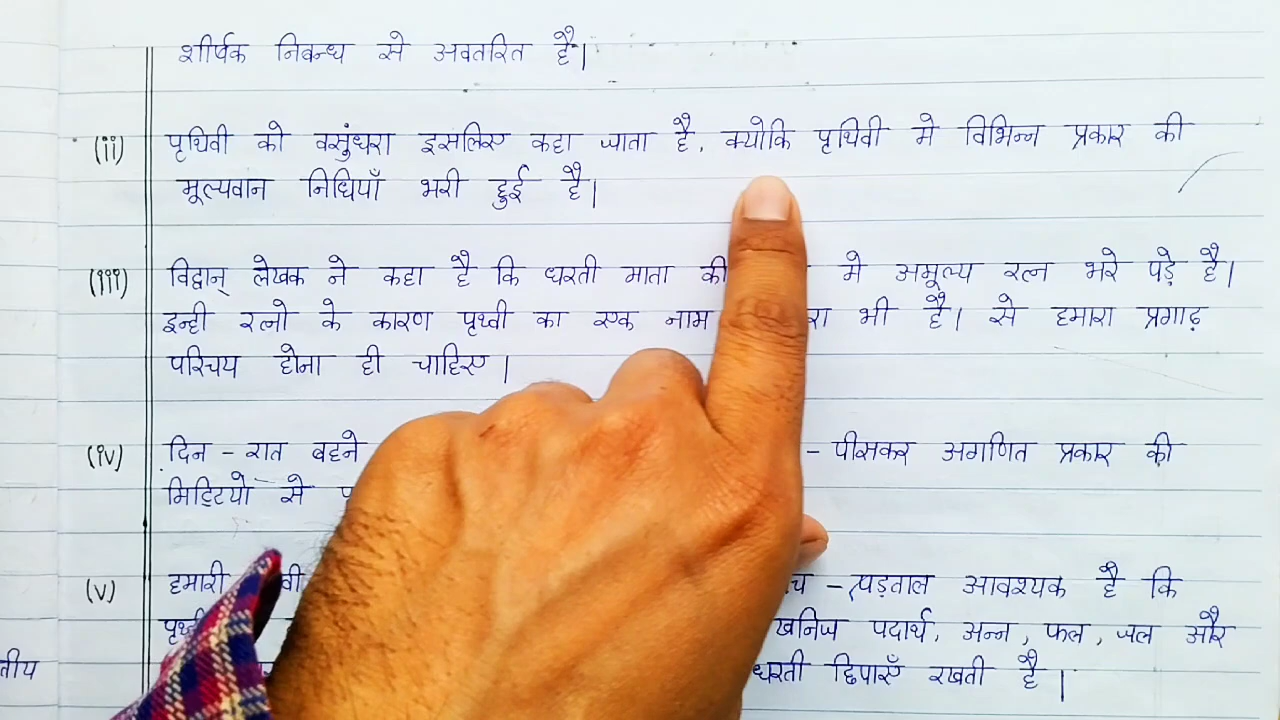 शीर्षक निबन्ध से अवतरित है।
(ii) पृथिवी को वसुंधरा इसलिए कहा जाता है, क्योकि पृथिवी मे विभिन्न प्रकार की
मूल्यवान निधियाँ भरी हुई है।
(iii) विद्वान् लेखक ने कहा है कि धरती माता की मे अमूल्य रत्न भरे पड़े है।
इन्ही रत्नो के कारण पृथ्वी का एक नाम भी है। से हमारा प्रगाढ़
परिचय होना ही चाहिए।
(iv) दिन - रात बहने - पीसकर अगणित प्रकार की
मिट्टियो से
(v) हमारी - पड़ताल आवश्यक है कि
खनिज पदार्थ, अन्न, फल, जल और
तीय धरती छिपाएँ रखती है।